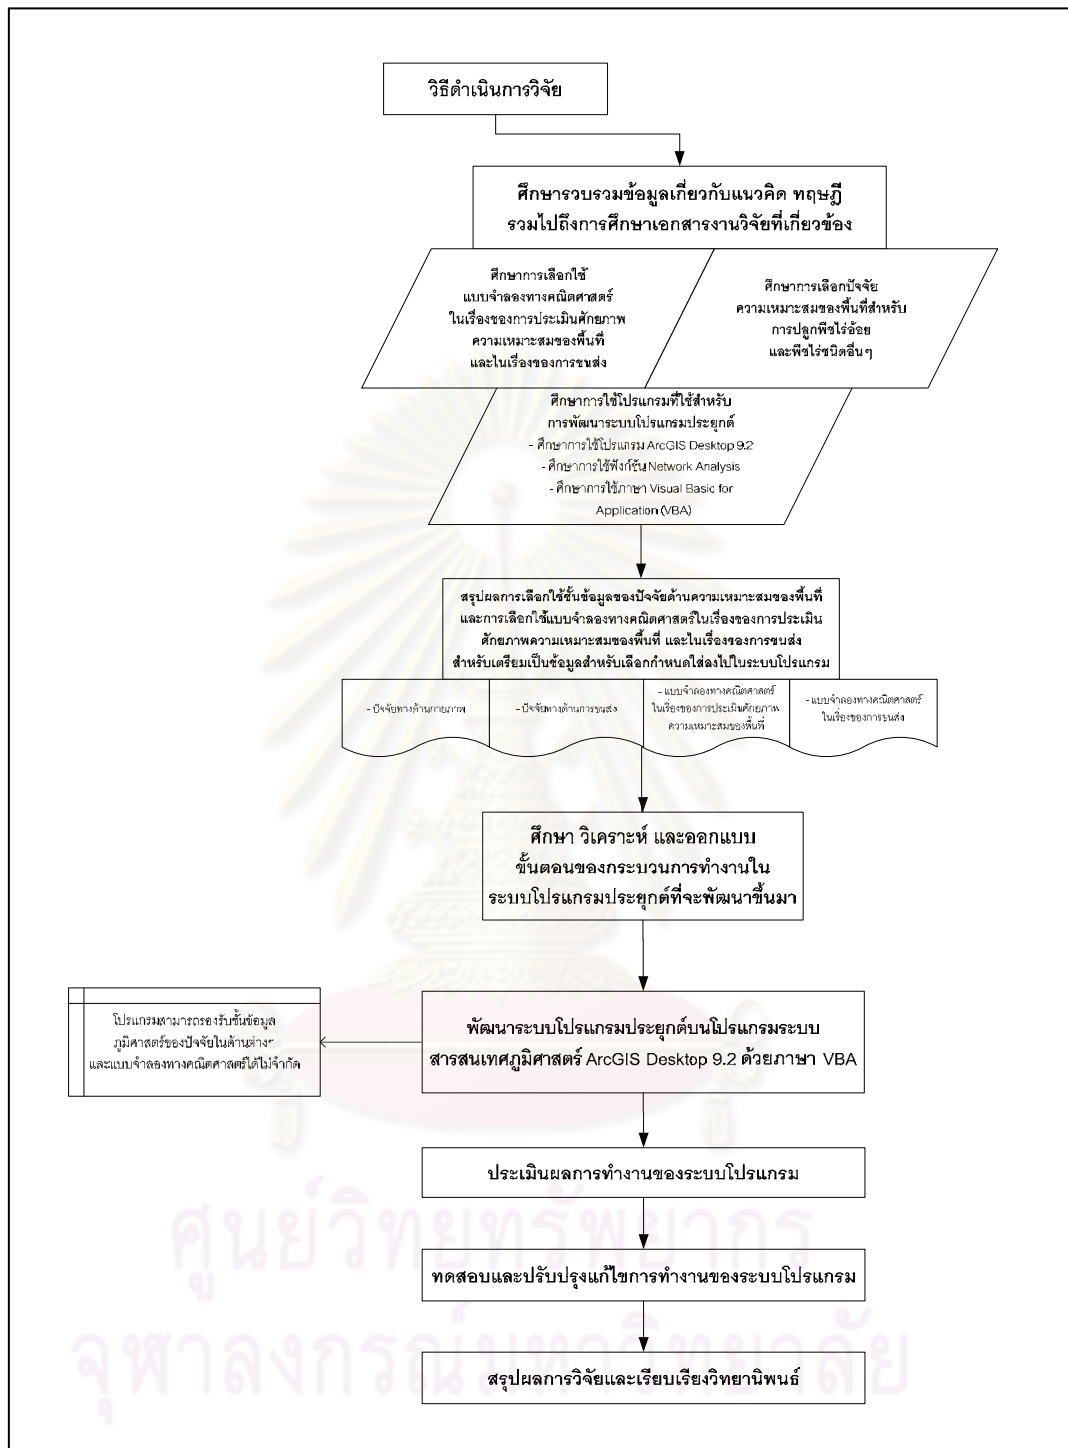 วิธีดำเนินการวิจัย
ศึกษารวบรวมข้อมูลเกี่ยวกับแนวคิด ทฤษฎี
รวมไปถึงการศึกษาเอกสารงานวิจัยที่เกี่ยวข้อง
ศึกษาการเลือกใช้
แบบจำลองทางคณิตศาสตร์
ในเรื่องของการประเมินศักยภาพ
ความเหมาะสมของพื้นที่
และในเรื่องของการขนส่ง
ศึกษาการเลือกปัจจัย
ความเหมาะสมของพื้นที่สำหรับ
การปลูกพืชไร่อ้อย
และพืชไร่ชนิดอื่นๆ
ศึกษาการใช้โปรแกรมที่ใช้สำหรับ
การพัฒนาระบบโปรแกรมประยุกต์
- ศึกษาการใช้โปรแกรม ArcGIS Desktop 9.2
- ศึกษาการใช้ฟังก์ชัน Network Analysis
- ศึกษาการใช้ภาษา Visual Basic for
Application (VBA)
สรุปผลการเลือกใช้ชั้นข้อมูลของปัจจัยด้านความเหมาะสมของพื้นที่
และการเลือกใช้แบบจำลองทางคณิตศาสตร์ในเรื่องของการประเมิน
ศักยภาพความเหมาะสมของพื้นที่ และในเรื่องของการขนส่ง
สำหรับเตรียมเป็นข้อมูลสำหรับเลือกกำหนดใส่ลงไปในระบบโปรแกรม
- ปัจจัยทางด้านกายภาพ
- ปัจจัยทางด้านการขนส่ง
- แบบจำลองทางคณิตศาสตร์
ในเรื่องของการประเมินศักยภาพ
ความเหมาะสมของพื้นที่
- แบบจำลองทางคณิตศาสตร์
ในเรื่องของการขนส่ง
ศึกษา วิเคราะห์ และออกแบบ
ขั้นตอนของกระบวนการทำงานใน
ระบบโปรแกรมประยุกต์ที่จะพัฒนาขึ้นมา
โปรแกรมสามารถรองรับชั้นข้อมูล
ภูมิศาสตร์ของปัจจัยในด้านต่างๆ
และแบบจำลองทางคณิตศาสตร์ได้ไม่จำกัด
พัฒนาระบบโปรแกรมประยุกต์บนโปรแกรมระบบ
สารสนเทศภูมิศาสตร์ ArcGIS Desktop 9.2 ด้วยภาษา VBA
ประเมินผลการทำงานของระบบโปรแกรม
ศูนย์วิทยทรัพยากร
ทดสอบและปรับปรุงแก้ไขการทำงานของระบบโปรแกรม
จุฬาลงกรณ์มหาวิทยาลัย
สรุปผลการวิจัยและเรียบเรียงวิทยานิพนธ์